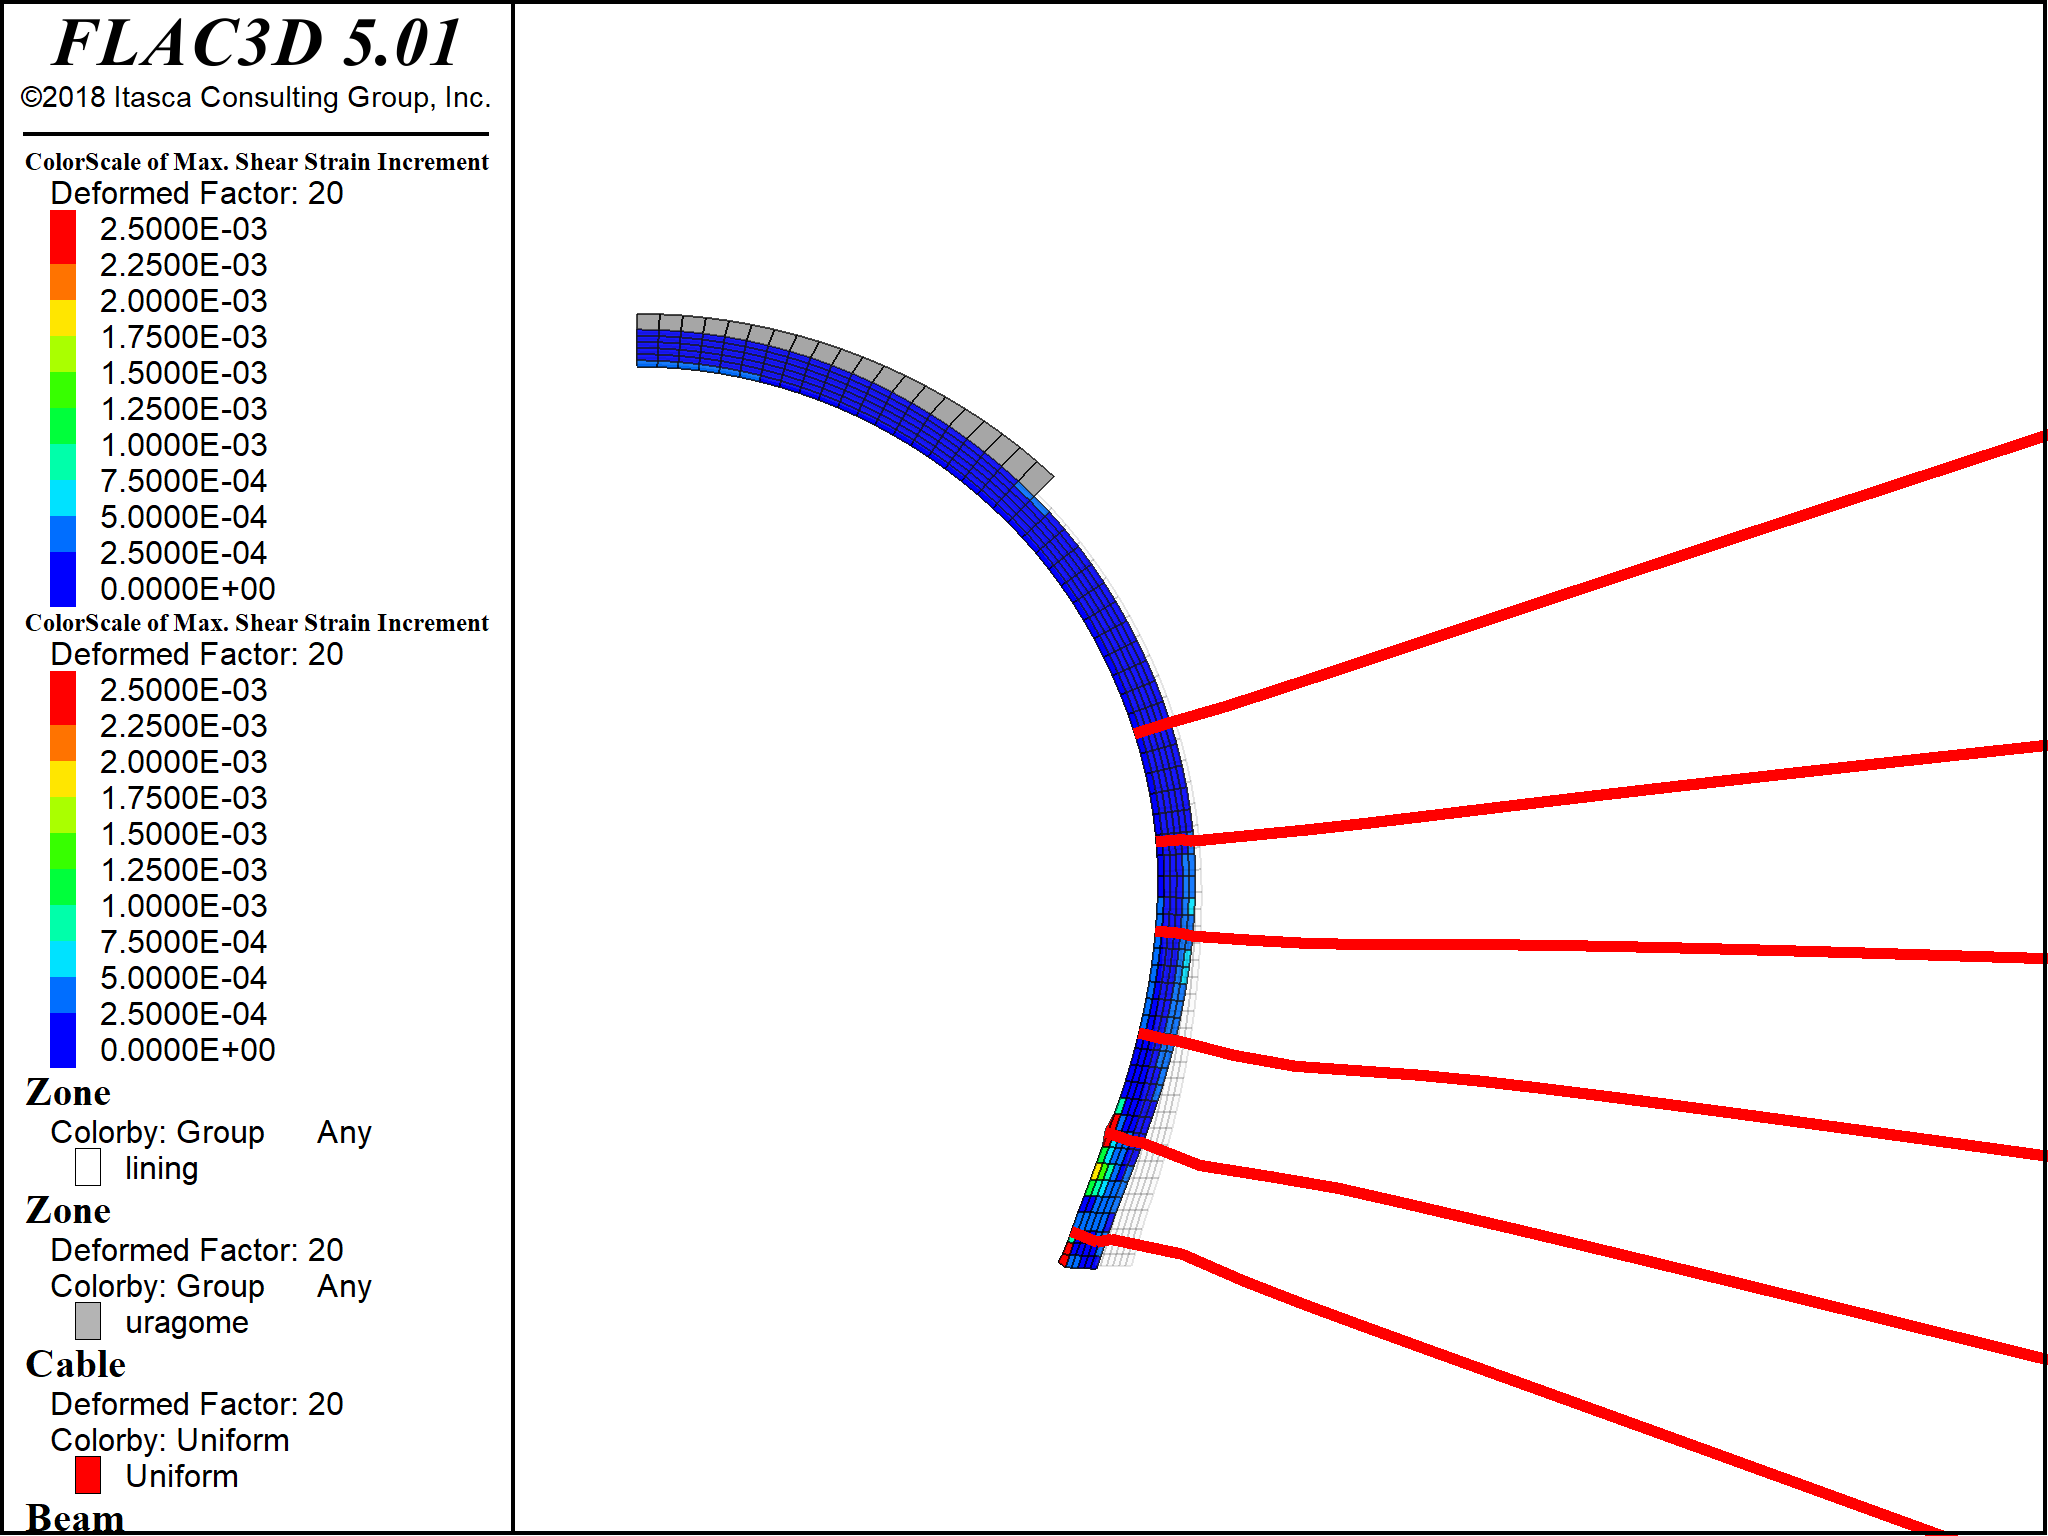 FLAC3D 5.01
©2018 Itasca Consulting Group, Inc.
ColorScale of Max. Shear Strain Increment
Deformed Factor: 20
2.5000E-03
2.2500E-03
2.0000E-03
1.7500E-03
1.5000E-03
1.2500E-03
1.0000E-03
7.5000E-04
5.0000E-04
2.5000E-04
0.0000E+00
ColorScale of Max. Shear Strain Increment
Deformed Factor: 20
2.5000E-03
2.2500E-03
2.0000E-03
1.7500E-03
1.5000E-03
1.2500E-03
1.0000E-03
7.5000E-04
5.0000E-04
2.5000E-04
0.0000E+00
Zone
Colorby: Group Any
lining
Zone
Deformed Factor: 20
Colorby: Group Any
uragome
Cable
Deformed Factor: 20
Colorby: Uniform
Uniform
Beam